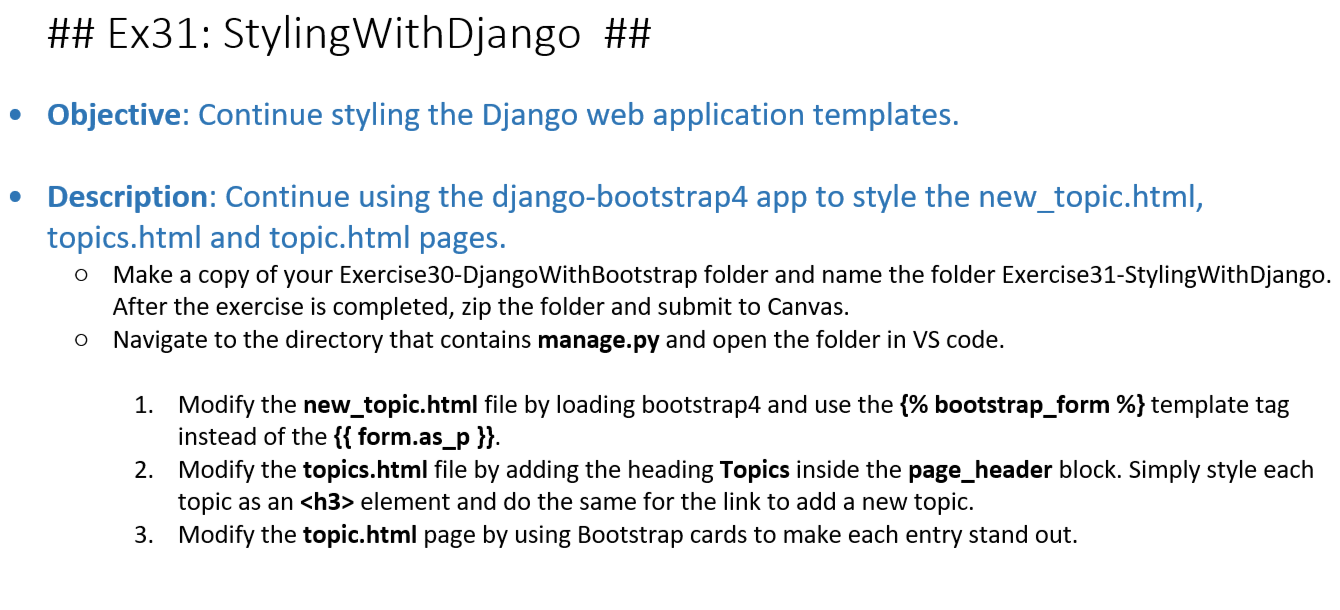 ## Ex31: StylingWithDjango ##
• Objective: Continue styling the Django web application templates.
• Description: Continue using the django-bootstrap4 app to style the new_topic.html,
topics.html and topic.html pages.
○ Make a copy of your Exercise30-DjangoWithBootstrap folder and name the folder Exercise31-StylingWithDjango.
After the exercise is completed, zip the folder and submit to Canvas.
○ Navigate to the directory that contains manage.py and open the folder in VS code.
1. Modify the new_topic.html file by loading bootstrap4 and use the {% bootstrap_form %} template tag
instead of the {{ form.as_p }}.
2. Modify the topics.html file by adding the heading Topics inside the page_header block. Simply style each
topic as an <h3> element and do the same for the link to add a new topic.
3. Modify the topic.html page by using Bootstrap cards to make each entry stand out.